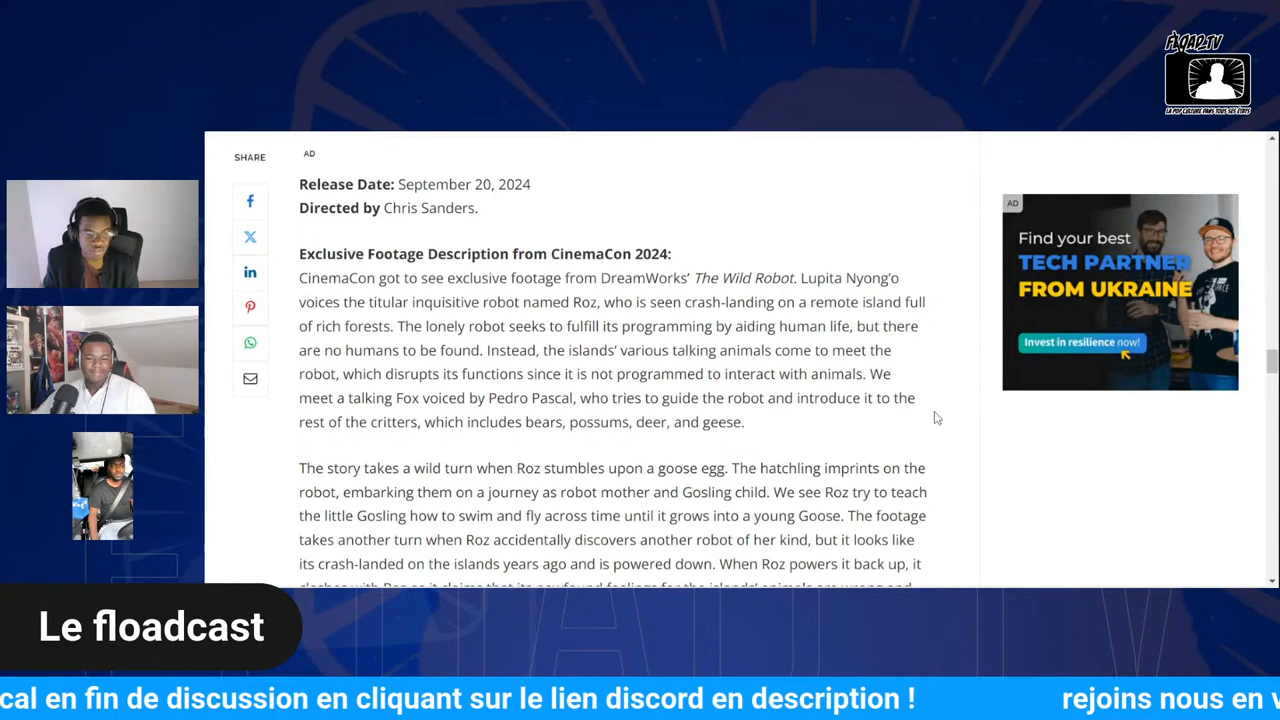 FLOAD.TV
LA POP CULTURE DANS TOUS SES ÉTATS
SHARE
AD
Release Date: September 20, 2024
Directed by Chris Sanders.
Exclusive Footage Description from CinemaCon 2024:
CinemaCon got to see exclusive footage from DreamWorks’ The Wild Robot. Lupita Nyong’o
voices the titular inquisitive robot named Roz, who is seen crash-landing on a remote island full
of rich forests. The lonely robot seeks to fulfill its programming by aiding human life, but there
are no humans to be found. Instead, the islands’ various talking animals come to meet the
robot, which disrupts its functions since it is not programmed to interact with animals. We
meet a talking Fox voiced by Pedro Pascal, who tries to guide the robot and introduce it to the
rest of the critters, which includes bears, possums, deer, and geese.
The story takes a wild turn when Roz stumbles upon a goose egg. The hatchling imprints on the
robot, embarking them on a journey as robot mother and Gosling child. We see Roz try to teach
the little Gosling how to swim and fly across time until it grows into a young Goose. The footage
takes another turn when Roz accidentally discovers another robot of her kind, but it looks like
its crash-landed on the islands years ago and is powered down. When Roz powers it back up, it
AD
Find your best
TECH PARTNER
FROM UKRAINE
Invest in resilience now!
Le floadcast
cal en fin de discussion en cliquant sur le lien discord en description !
rejoins nous en v